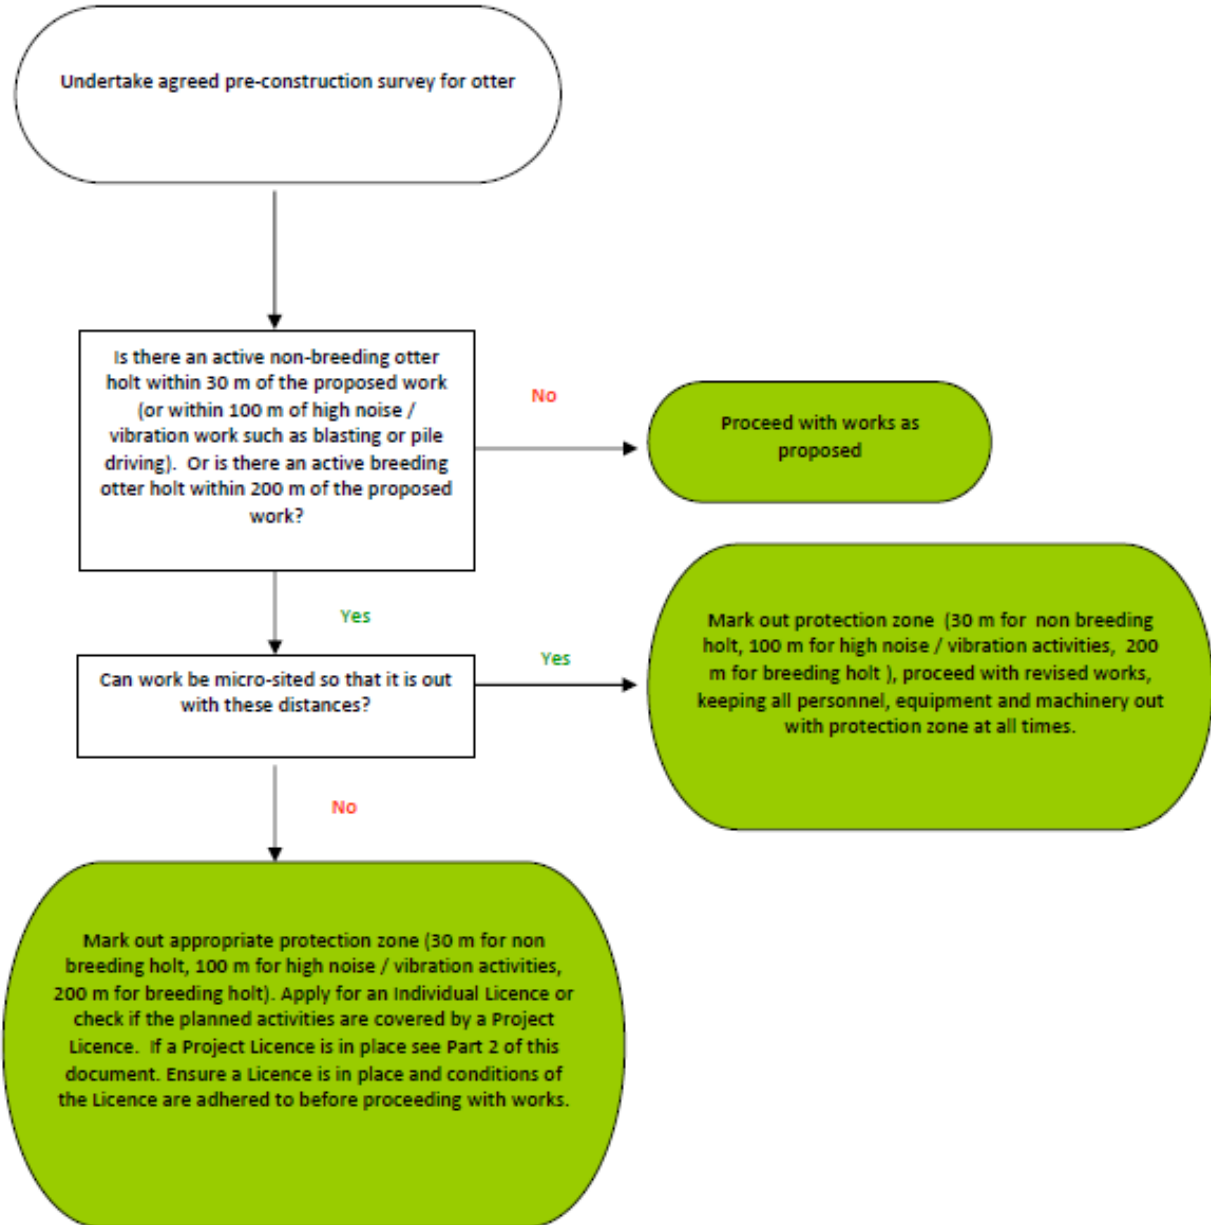 Undertake agreed pre-construction survey for otter
Is there an active non-breeding otter
holt within 30 m of the proposed work
(or within 100 m of high noise /
vibration work such as blasting or pile
driving).  Or is there an active breeding
otter holt within 200 m of the proposed
work?
No
Proceed with works as
proposed
Yes
Can work be micro-sited so that it is out
with these distances?
Yes
Mark out protection zone  (30 m for  non breeding
holt, 100 m for high noise / vibration activities,  200
m for breeding holt ), proceed with revised works,
keeping all personnel, equipment and machinery out
with protection zone at all times.
No
Mark out appropriate protection zone (30 m for non
breeding holt, 100 m for high noise / vibration activities,
200 m for breeding holt). Apply for an Individual Licence or
check if the planned activities are covered by a Project
Licence.  If a Project Licence is in place see Part 2 of this
document. Ensure a Licence is in place and conditions of
the Licence are adhered to before proceeding with works.